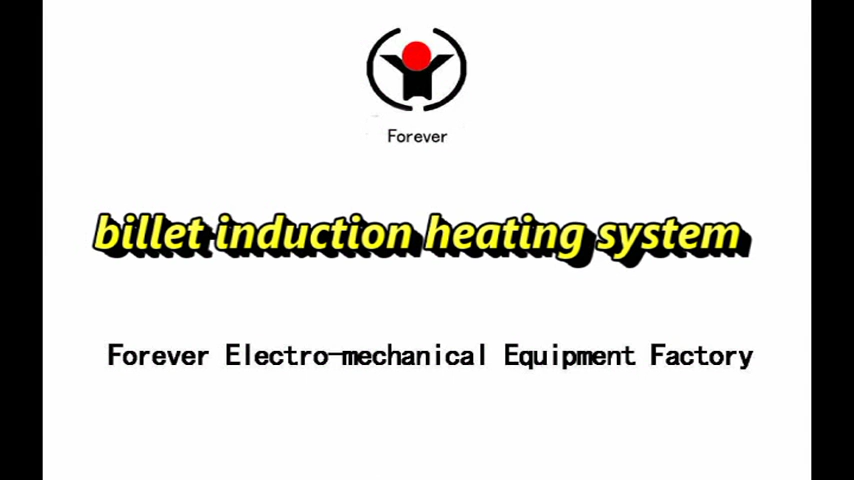 Forever
billet induction heating system
Forever Electro-mechanical Equipment Factory